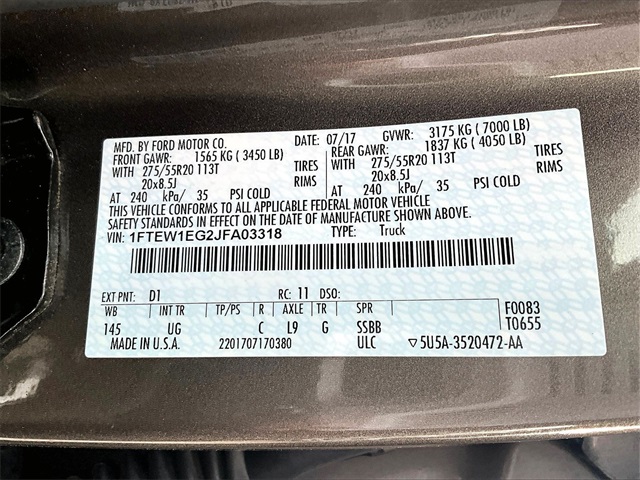 MFD. BY FORD MOTOR CO. DATE: 07/17 GVWR: 3175 KG ( 7000 LB)
FRONT GAWR: 1565 KG ( 3450 LB) REAR GAWR: 1837 KG ( 4050 LB)
WITH 275/55R20 113T TIRES WITH 275/55R20 113T TIRES
20x8.5J RIMS 20x8.5J RIMS
AT 240 kPa/ 35 PSI COLD AT 240 kPa/ 35 PSI COLD
THIS VEHICLE CONFORMS TO ALL APPLICABLE FEDERAL MOTOR VEHICLE
SAFETY STANDARDS IN EFFECT ON THE DATE OF MANUFACTURE SHOWN ABOVE.
VIN: 1FTEW1EG2JFA03318
EXT PNT: D1 RC: 11 DSO:
WB INT TR TP/PS R AXLE TR SPR F0083
145 UG C L9 G SSBB T0655
MADE IN U.S.A. 2201707170380 ULC ▽5U5A-3520472-AA